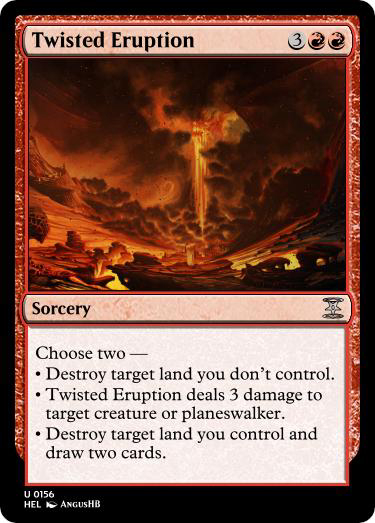 Twisted Eruption 3
Sorcery
Choose two —
• Destroy target land you don't control.
• Twisted Eruption deals 3 damage to
target creature or planeswalker.
• Destroy target land you control and
draw two cards.
U 0156
HEL AngusHB